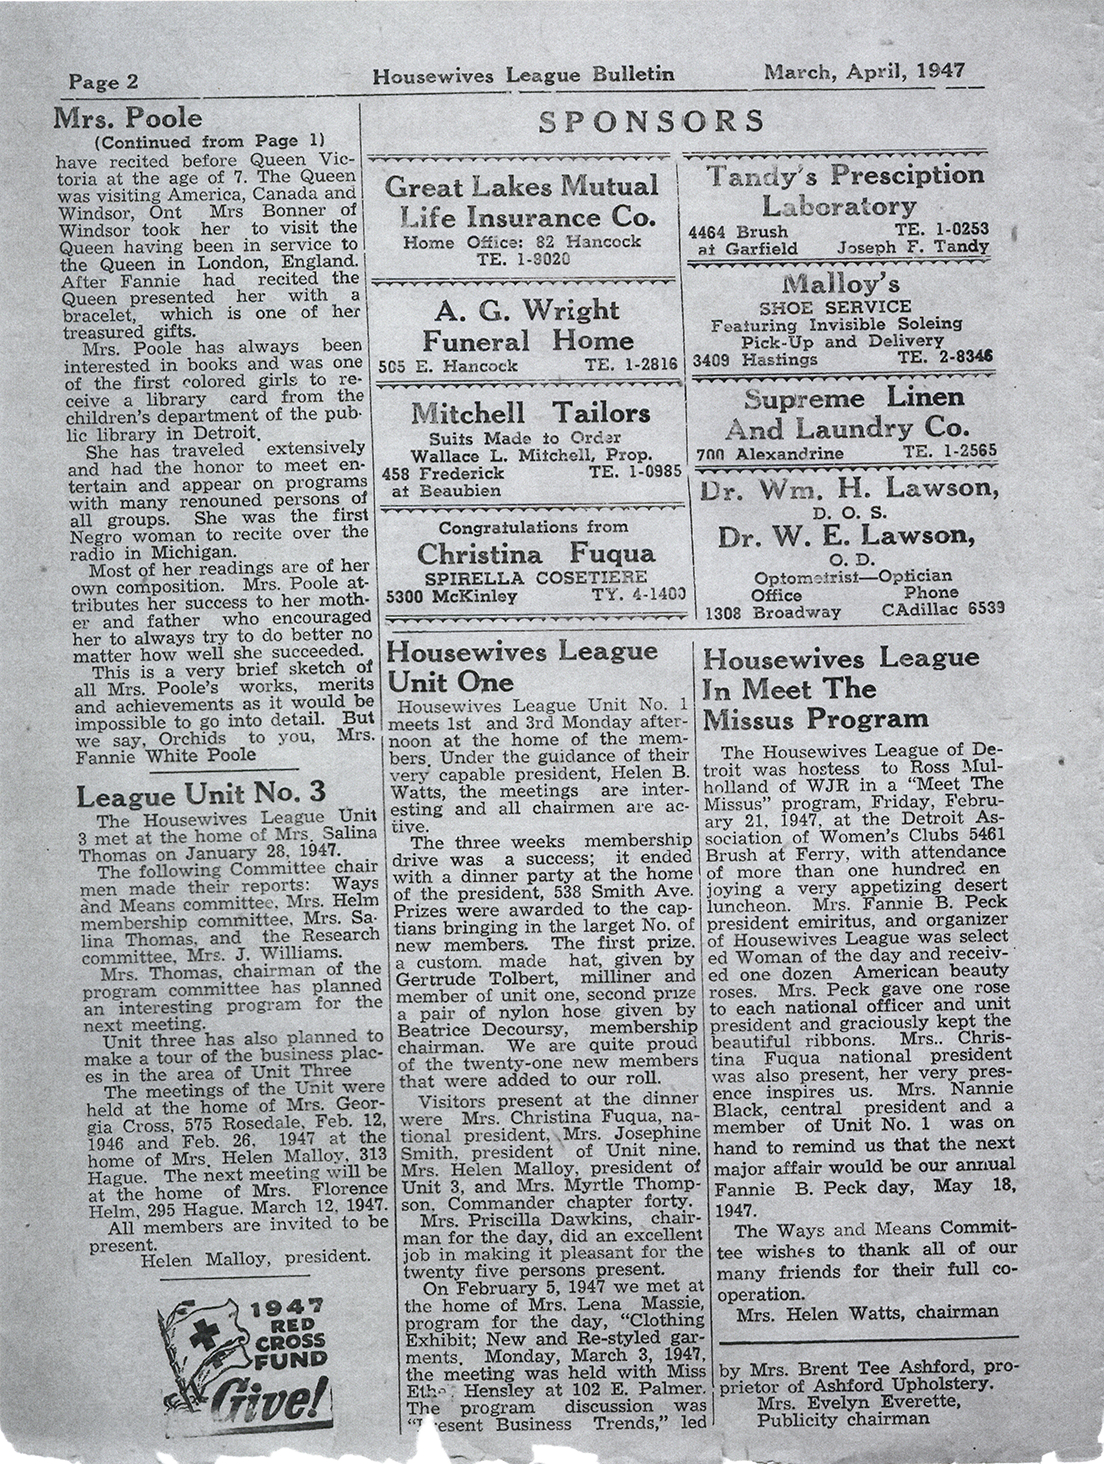 Page 2
Housewives League Bulletin
March, April, 1947
Mrs. Poole
(Continued from Page 1)
have recited before Queen Vic-
toria at the age of 7. The Queen
was visiting America, Canada and
Windsor, Ont Mrs Bonner of
Windsor took her to visit the
Queen having been in service to
the Queen in London, England.
After Fannie had recited the
Queen presented her with a
bracelet, which is one of her
treasured gifts.
Mrs. Poole has always been
interested in books and was one
of the first colored girls to re-
ceive a library card from the
children's department of the pub-
lic library in Detroit.
She has traveled extensively
and had the honor to meet en-
tertain and appear on programs
with many renouned persons of
all groups. She was the first
Negro woman to recite over the
radio in Michigan.
Most of her readings are of her
own composition. Mrs. Poole at-
tributes her success to her moth-
er and father who encouraged
her to always try to do better no
matter how well she succeeded.
This is a very brief sketch of
all Mrs. Poole's works, merits
and achievements as it would be
impossible to go into detail. But
we say, Orchids to you, Mrs.
Fannie White Poole
League Unit No. 3
The Housewives League Unit
3 met at the home of Mrs. Salina
Thomas on January 28, 1947.
The following Committee chair
men made their reports: Ways
and Means committee, Mrs. Helm
membership committee, Mrs. Sa-
lina Thomas, and the Research
committee, Mrs. J. Williams.
Mrs. Thomas, chairman of the
program committee has planned
an interesting program for the
next meeting.
Unit three has also planned to
make a tour of the business plac-
es in the area of Unit Three
The meetings of the Unit were
held at the home of Mrs. Geor-
gia Cross, 575 Rosedale, Feb. 12,
1946 and Feb. 26, 1947 at the
home of Mrs. Helen Malloy, 313
Hague. The next meeting will be
at the home of Mrs. Florence
Helm, 295 Hague. March 12, 1947.
All members are invited to be
present.
Helen Malloy, president.
1947
RED
CROSS
FUND
Give!
SPONSORS
Great Lakes Mutual
Life Insurance Co.
Home Office: 82 Hancock
TE. 1-8020
A. G. Wright
Funeral Home
505 E. Hancock TE. 1-2816
Mitchell Tailors
Suits Made to Order
Wallace L. Mitchell, Prop.
458 Frederick TE. 1-0985
at Beaubien
Congratulations from
Christina Fuqua
SPIRELLA COSETIERE
5300 McKinley TY. 4-1400
Tandy's Presciption
Laboratory
4464 Brush TE. 1-0253
at Garfield Joseph F. Tandy
Malloy's
SHOE SERVICE
Featuring Invisible Soleing
Pick-Up and Delivery
3409 Hastings TE. 2-8346
Supreme Linen
And Laundry Co.
700 Alexandrine TE. 1-2565
Dr. Wm. H. Lawson,
D. O. S.
Dr. W. E. Lawson,
O. D.
Optometrist—Optician
Office Phone
1308 Broadway CAdillac 6539
Housewives League
Unit One
Housewives League Unit No. 1
meets 1st and 3rd Monday after-
noon at the home of the mem-
bers. Under the guidance of their
very capable president, Helen B.
Watts, the meetings are inter-
esting and all chairmen are ac-
tive.
The three weeks membership
drive was a success; it ended
with a dinner party at the home
of the president, 538 Smith Ave.
Prizes were awarded to the cap-
tians bringing in the larget No. of
new members. The first prize,
a custom. made hat, given by
Gertrude Tolbert, milliner and
member of unit one, second prize
a pair of nylon hose given by
Beatrice Decoursy, membership
chairman. We are quite proud
of the twenty-one new members
that were added to our roll.
Visitors present at the dinner
were Mrs. Christina Fuqua, na-
tional president, Mrs. Josephine
Smith, president of Unit nine,
Mrs. Helen Malloy, president of
Unit 3, and Mrs. Myrtle Thomp-
son, Commander chapter forty.
Mrs. Priscilla Dawkins, chair-
man for the day, did an excellent
job in making it pleasant for the
twenty five persons present.
On February 5, 1947 we met at
the home of Mrs. Lena Massie,
program for the day, "Clothing
Exhibit; New and Re-styled gar-
ments. Monday, March 3, 1947,
the meeting was held with Miss
Hensley at 102 E. Palmer.
The program discussion was
Business Trends," led
Housewives League
In Meet The
Missus Program
The Housewives League of De-
troit was hostess to Ross Mul-
holland of WJR in a "Meet The
Missus" program, Friday, Febru-
ary 21, 1947, at the Detroit As-
sociation of Women's Clubs 5461
Brush at Ferry, with attendance
of more than one hundred en
joying a very appetizing desert
luncheon. Mrs. Fannie B. Peck
president emiritus, and organizer
of Housewives League was select
ed Woman of the day and receiv-
ed one dozen American beauty
roses. Mrs. Peck gave one rose
to each national officer and unit
president and graciously kept the
beautiful ribbons. Mrs.. Chris-
tina Fuqua national president
was also present, her very pres-
ence inspires us. Mrs. Nannie
Black, central president and a
member of Unit No. 1 was on
hand to remind us that the next
major affair would be our annual
Fannie B. Peck day, May 18,
1947.
The Ways and Means Commit-
tee wishes to thank all of our
many friends for their full co-
operation.
Mrs. Helen Watts, chairman
by Mrs. Brent Tee Ashford, pro-
prietor of Ashford Upholstery.
Mrs. Evelyn Everette,
Publicity chairman